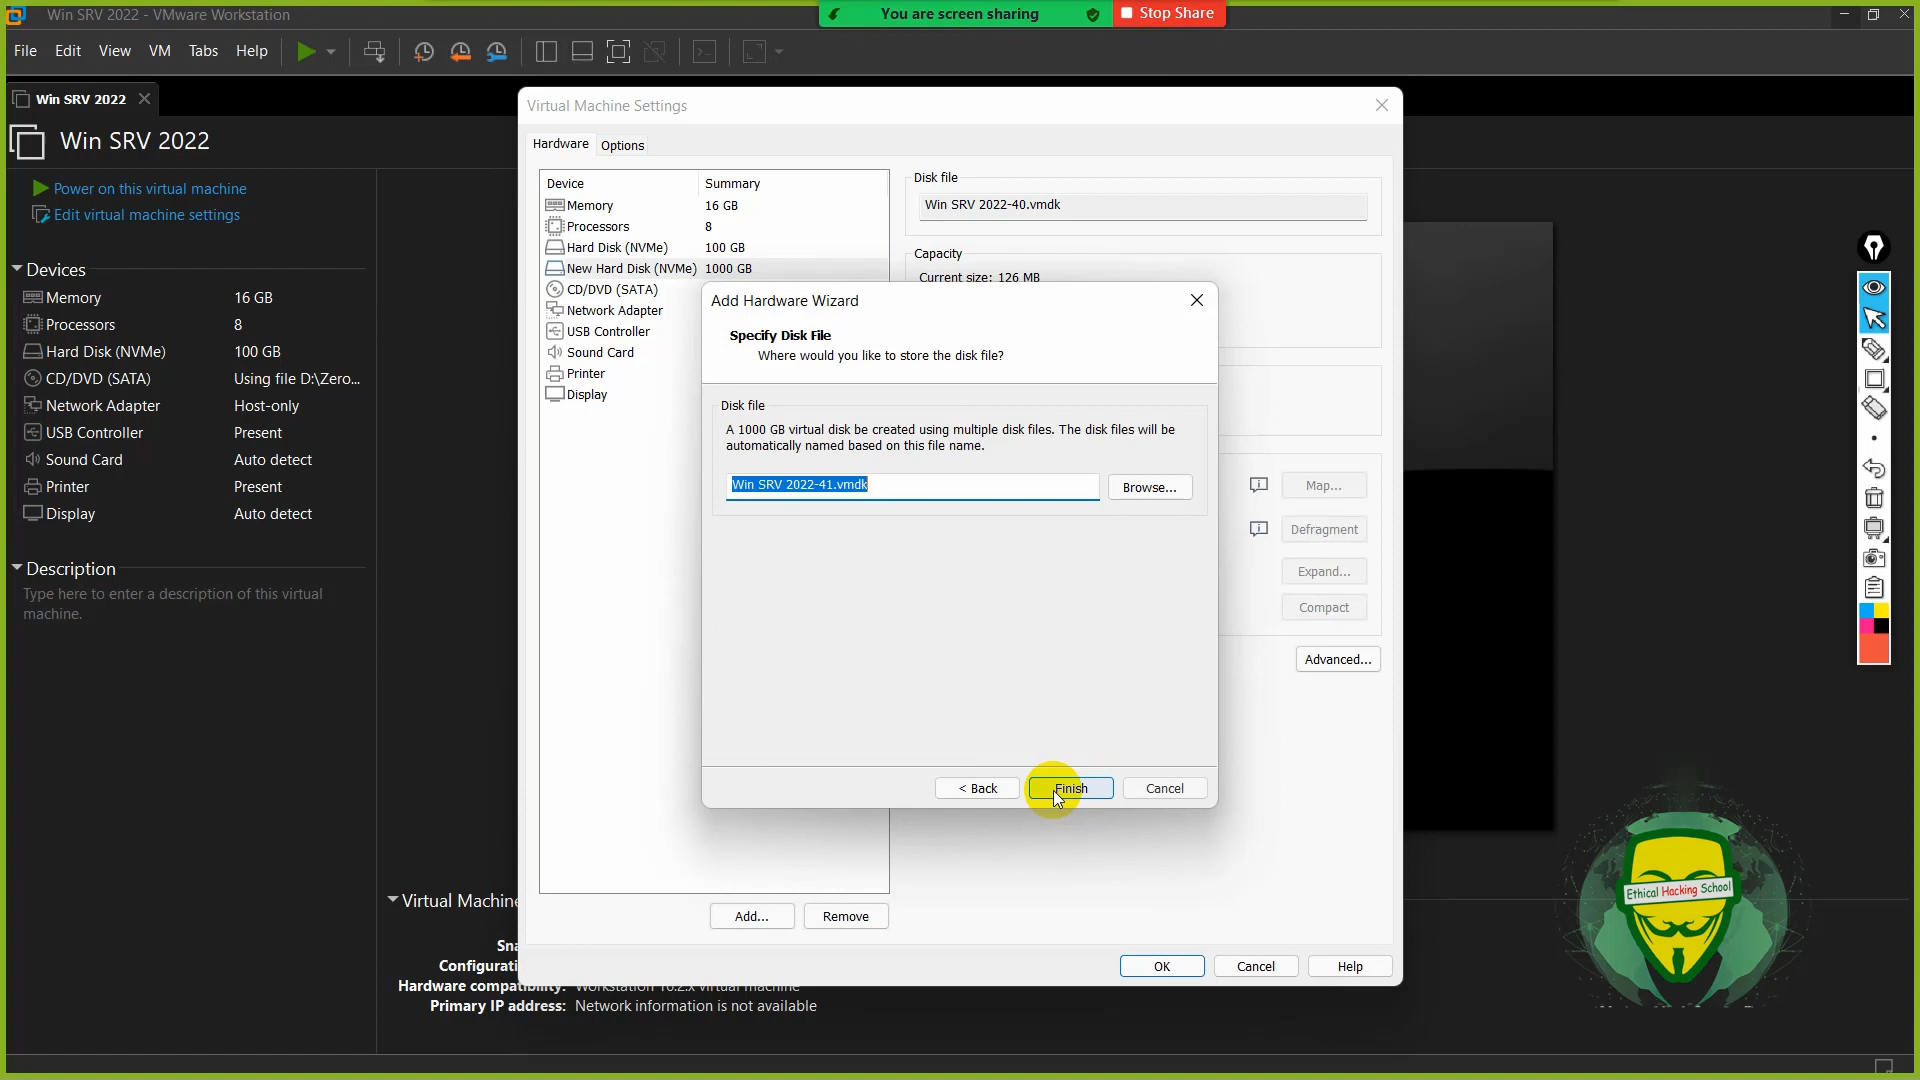 Win SRV 2022 - VMware Workstation
You are screen sharing
Stop Share
File Edit View VM Tabs Help
Win SRV 2022
Win SRV 2022
Power on this virtual machine
Edit virtual machine settings
Devices
Memory 16 GB
Processors 8
Hard Disk (NVMe) 100 GB
CD/DVD (SATA) Using file D:\Zero...
Network Adapter Host-only
USB Controller Present
Sound Card Auto detect
Printer Present
Display Auto detect
Description
Type here to enter a description of this virtual
machine.
Virtual Machine Settings
Hardware Options
Device Summary
Memory 16 GB
Processors 8
Hard Disk (NVMe) 100 GB
New Hard Disk (NVMe) 1000 GB
CD/DVD (SATA)
Network Adapter
USB Controller
Sound Card
Printer
Display
Disk file
Win SRV 2022-40.vmdk
Capacity
Current size: 126 MB
Add Hardware Wizard
Specify Disk File
Where would you like to store the disk file?
Disk file
A 1000 GB virtual disk be created using multiple disk files. The disk files will be
automatically named based on this file name.
Win SRV 2022-41.vmdk
Browse...
< Back Finish Cancel
Map...
Defragment
Expand...
Compact
Advanced...
Add... Remove
OK Cancel Help
Virtual Machine
Sna
Configurati
Hardware compatibility: Workstation 16.2.x virtual machine
Primary IP address: Network information is not available
Ethical Hacking School